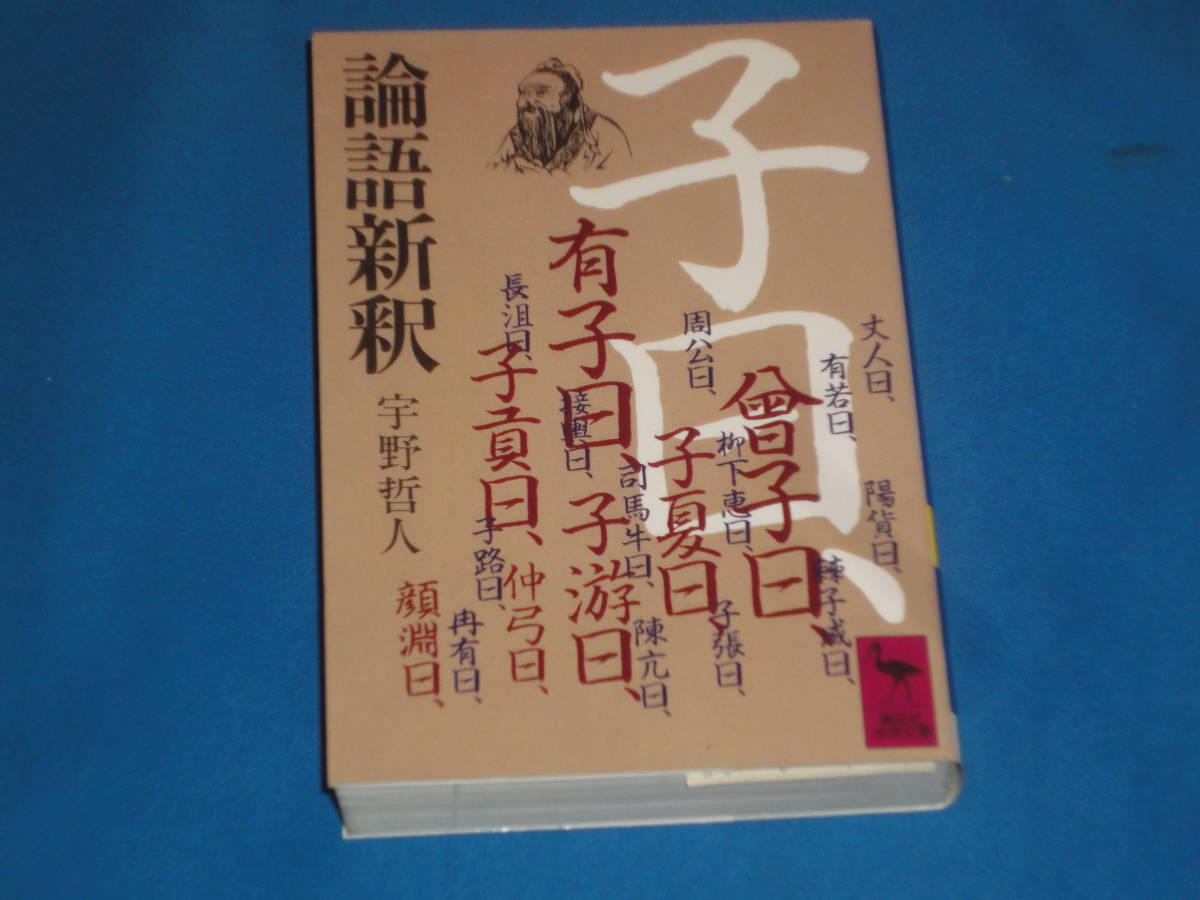 論語新釈
宇野哲人
子曰、
丈人曰、
有若曰、
陽貨曰、
棘子成曰、
曾子曰、
周公曰、
柳下恵曰、
子張曰、
子夏曰、
司馬牛曰、
陳亢曰、
有子曰、
接輿曰、
子游曰、
長沮曰、
子貢曰、
仲弓曰、
子路曰、
冉有曰、
顔淵曰、